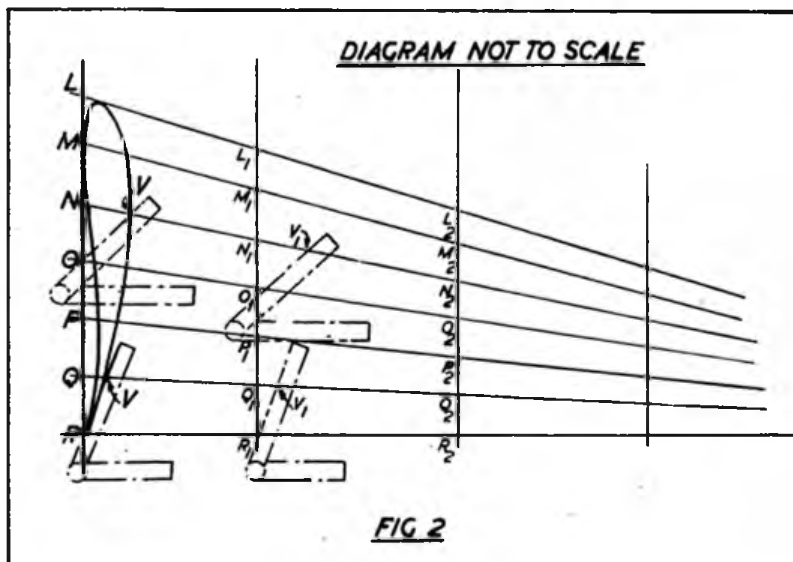 DIAGRAM NOT TO SCALE
L
M
N
O
P
Q
R
V
V
L₁
M₁
N₁
O₁
P₁
Q₁
R₁
V₁
V₁
L₂
M₂
N₂
O₂
P₂
Q₂
R₂
FIG 2